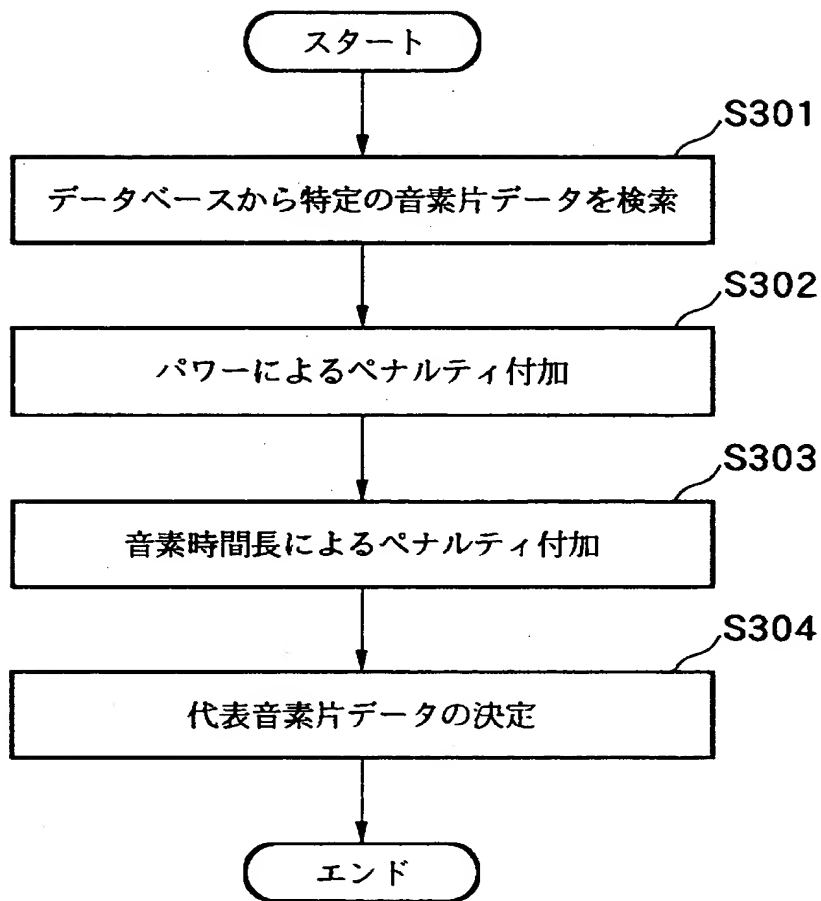 スタート
S301
データベースから特定の音素片データを検索
S302
パワーによるペナルティ付加
S303
音素時間長によるペナルティ付加
S304
代表音素片データの決定
エンド